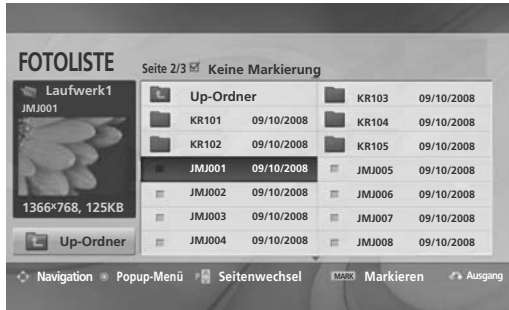 FOTOLISTE
Seite 2/3 Keine Markierung
Laufwerk1
JMJ001
1366×768, 125KB
Up-Ordner
Up-Ordner
KR101 09/10/2008
KR102 09/10/2008
JMJ001 09/10/2008
JMJ002 09/10/2008
JMJ003 09/10/2008
JMJ004 09/10/2008
KR103 09/10/2008
KR104 09/10/2008
KR105 09/10/2008
JMJ005 09/10/2008
JMJ006 09/10/2008
JMJ007 09/10/2008
JMJ008 09/10/2008
Navigation Popup-Menü P Seitenwechsel MARK Markieren Ausgang